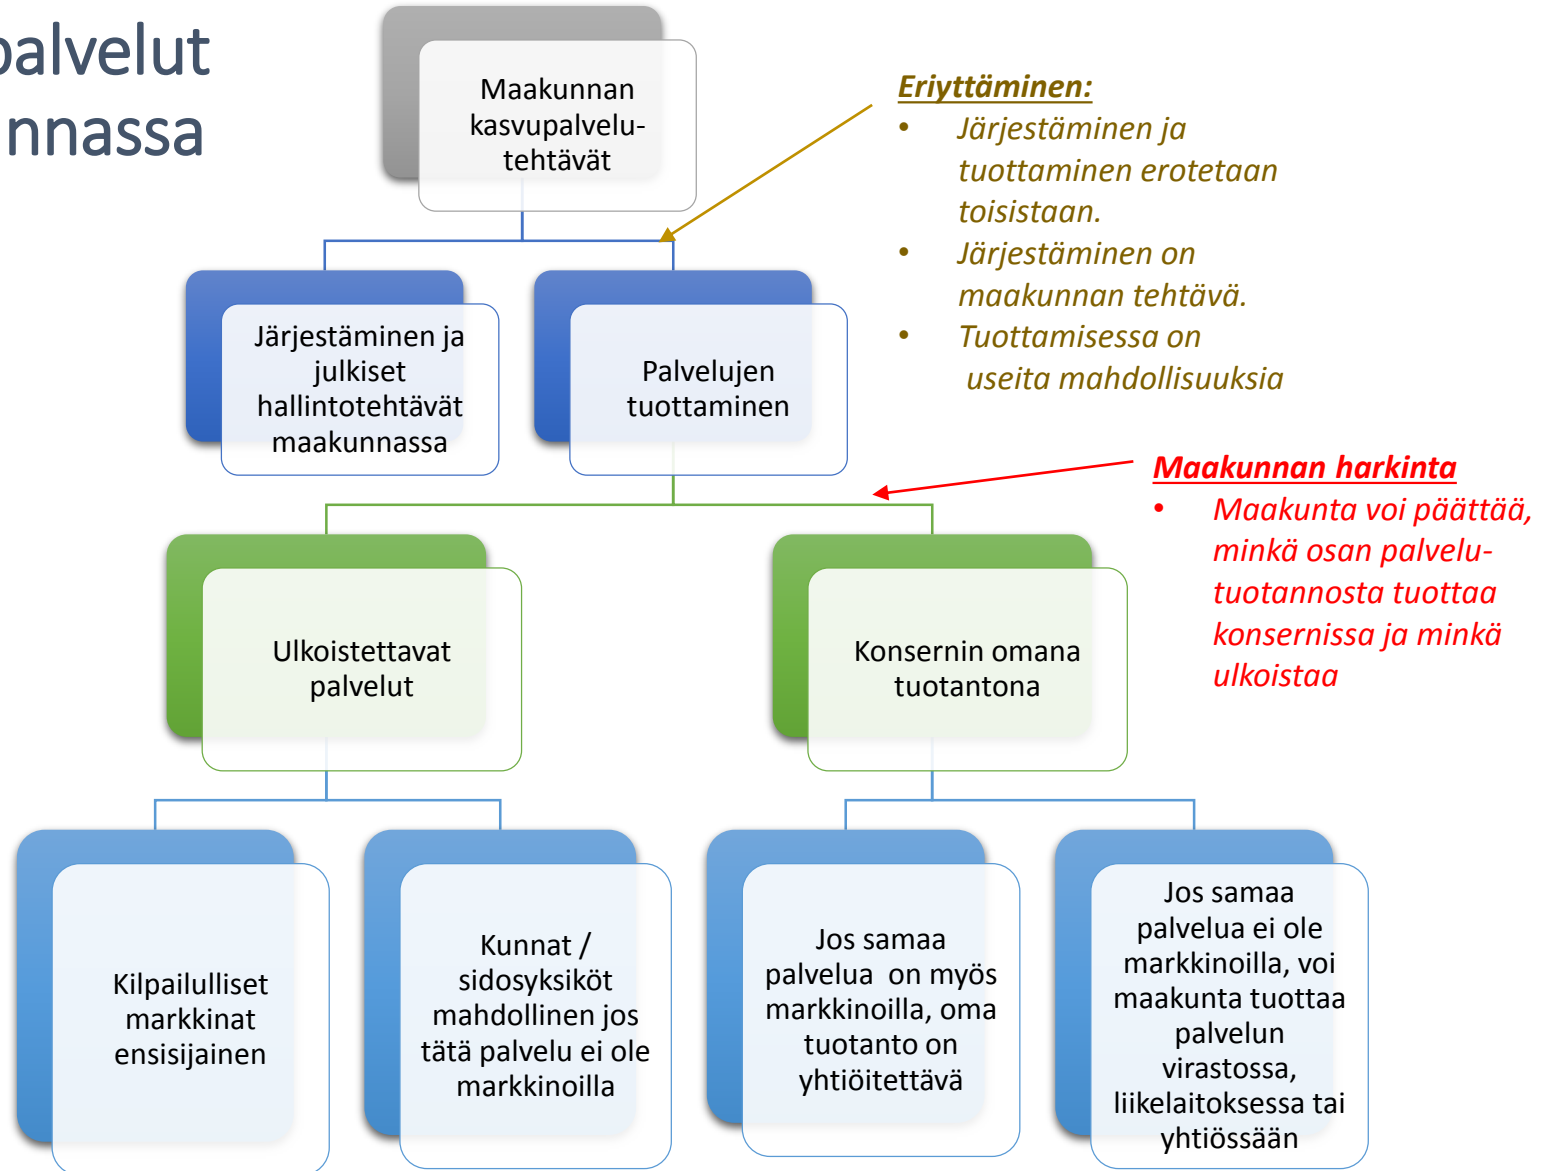 palvelut
nnassa
Maakunnan
kasvupalvelu-
tehtävät
Eriyttäminen:
• Järjestäminen ja
tuottaminen erotetaan
toisistaan.
• Järjestäminen on
maakunnan tehtävä.
• Tuottamisessa on
useita mahdollisuuksia
Järjestäminen ja
julkiset
hallintotehtävät
maakunnassa
Palvelujen
tuottaminen
Maakunnan harkinta
• Maakunta voi päättää,
minkä osan palvelu-
tuotannosta tuottaa
konsernissa ja minkä
ulkoistaa
Ulkoistettavat
palvelut
Konsernin omana
tuotantona
Kilpailulliset
markkinat
ensisijainen
Kunnat /
sidosyksiköt
mahdollinen jos
tätä palvelu ei ole
markkinoilla
Jos samaa
palvelua on myös
markkinoilla, oma
tuotanto on
yhtiöitettävä
Jos samaa
palvelua ei ole
markkinoilla, voi
maakunta tuottaa
palvelun
virastossa,
liikelaitoksessa tai
yhtiössään